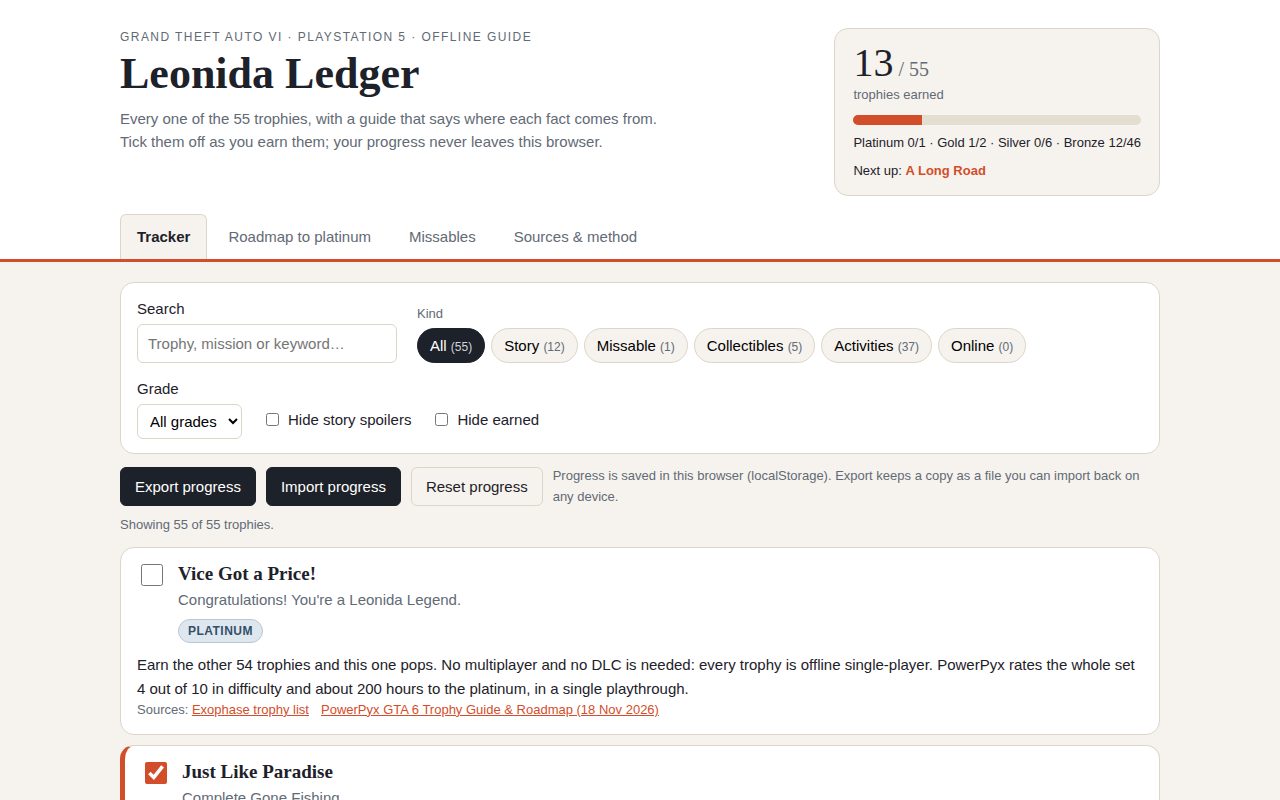 GRAND THEFT AUTO VI · PLAYSTATION 5 · OFFLINE GUIDE
Leonida Ledger
Every one of the 55 trophies, with a guide that says where each fact comes from.
Tick them off as you earn them; your progress never leaves this browser.
13 / 55
trophies earned
Platinum 0/1 · Gold 1/2 · Silver 0/6 · Bronze 12/46
Next up: A Long Road
Tracker
Roadmap to platinum
Missables
Sources & method
Search
Trophy, mission or keyword…
Kind
All (55)
Story (12)
Missable (1)
Collectibles (5)
Activities (37)
Online (0)
Grade
All grades
Hide story spoilers
Hide earned
Export progress
Import progress
Reset progress
Progress is saved in this browser (localStorage). Export keeps a copy as a file you can import back on
any device.
Showing 55 of 55 trophies.
Vice Got a Price!
Congratulations! You're a Leonida Legend.
PLATINUM
Earn the other 54 trophies and this one pops. No multiplayer and no DLC is needed: every trophy is offline single-player. PowerPyx rates the whole set
4 out of 10 in difficulty and about 200 hours to the platinum, in a single playthrough.
Sources: Exophase trophy list PowerPyx GTA 6 Trophy Guide & Roadmap (18 Nov 2026)
Just Like Paradise
Complete Gone Fishing